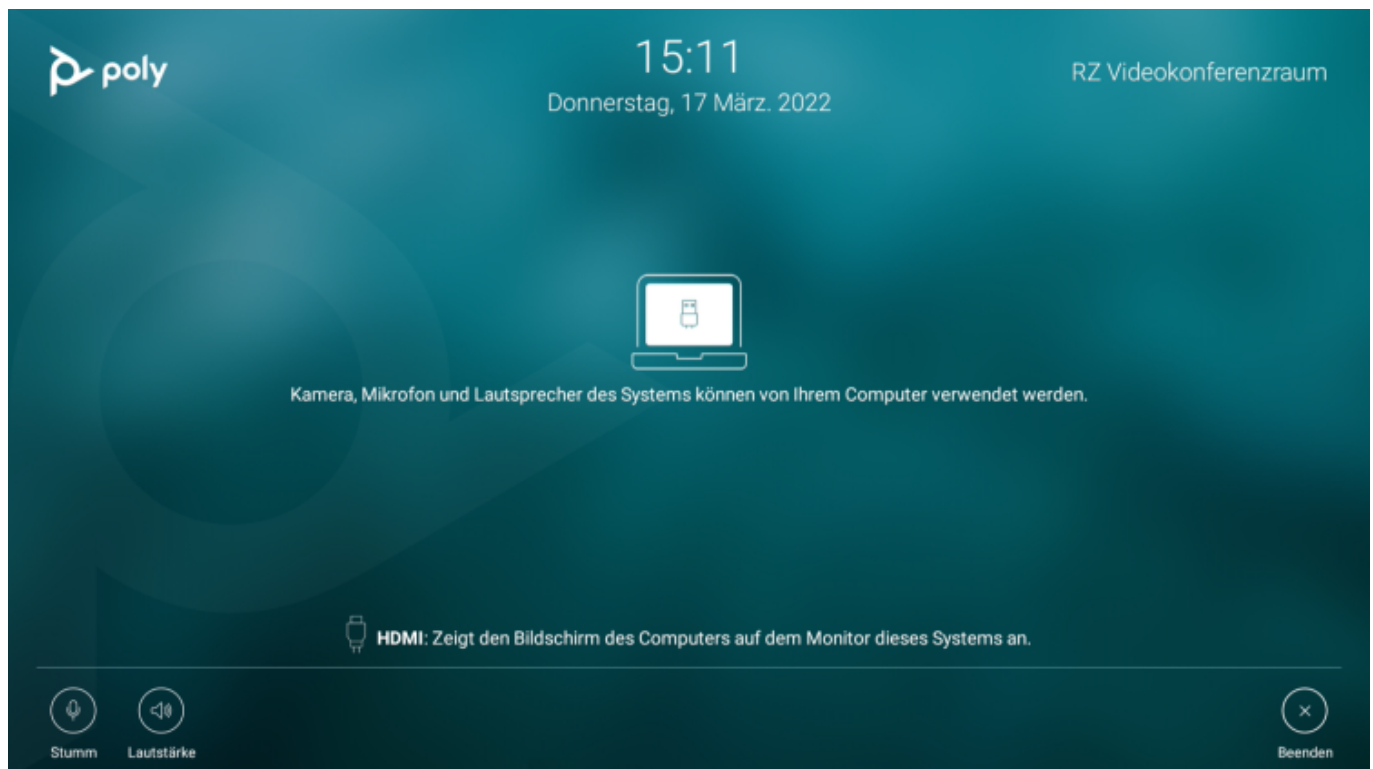 poly
15:11
Donnerstag, 17 März. 2022
RZ Videokonferenzraum
Kamera, Mikrofon und Lautsprecher des Systems können von Ihrem Computer verwendet werden.
HDMI: Zeigt den Bildschirm des Computers auf dem Monitor dieses Systems an.
Stumm
Lautstärke
Beenden